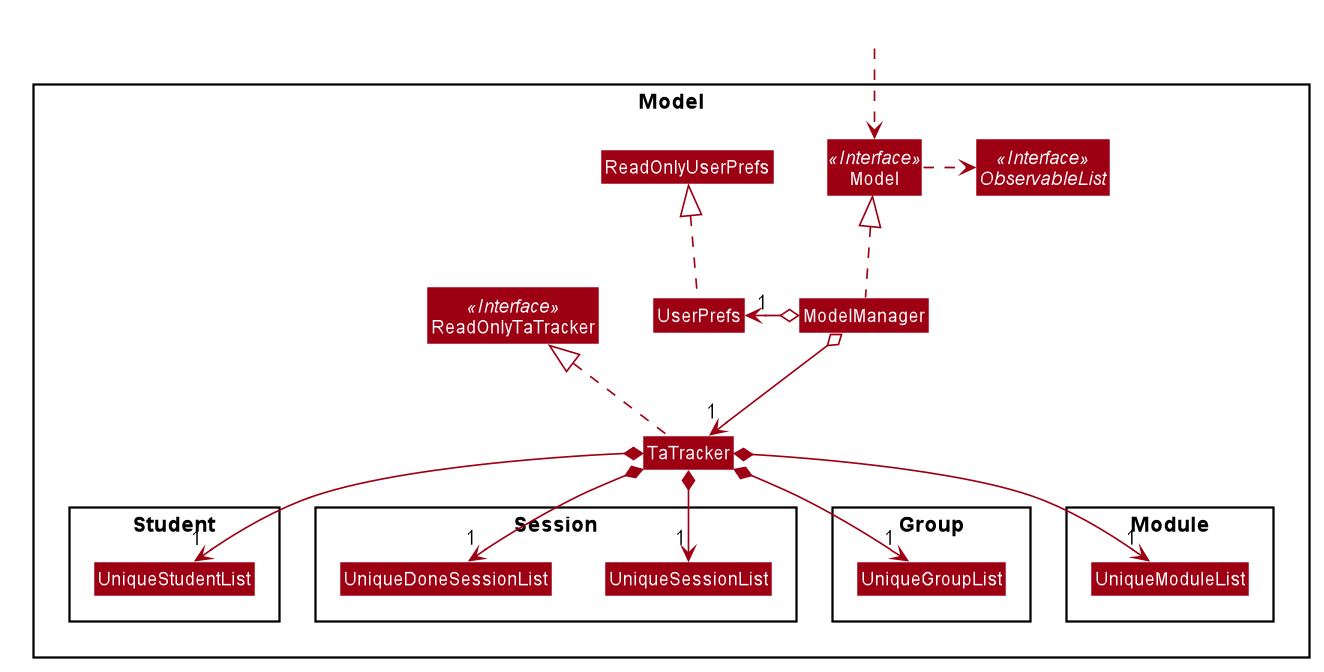 Model
«Interface»
Model
«Interface»
ObservableList
ReadOnlyUserPrefs
«Interface»
ReadOnlyTaTracker
UserPrefs
1
ModelManager
1
TaTracker
Student
1
UniqueStudentList
Session
1
UniqueDoneSessionList
1
UniqueSessionList
Group
1
UniqueGroupList
Module
1
UniqueModuleList